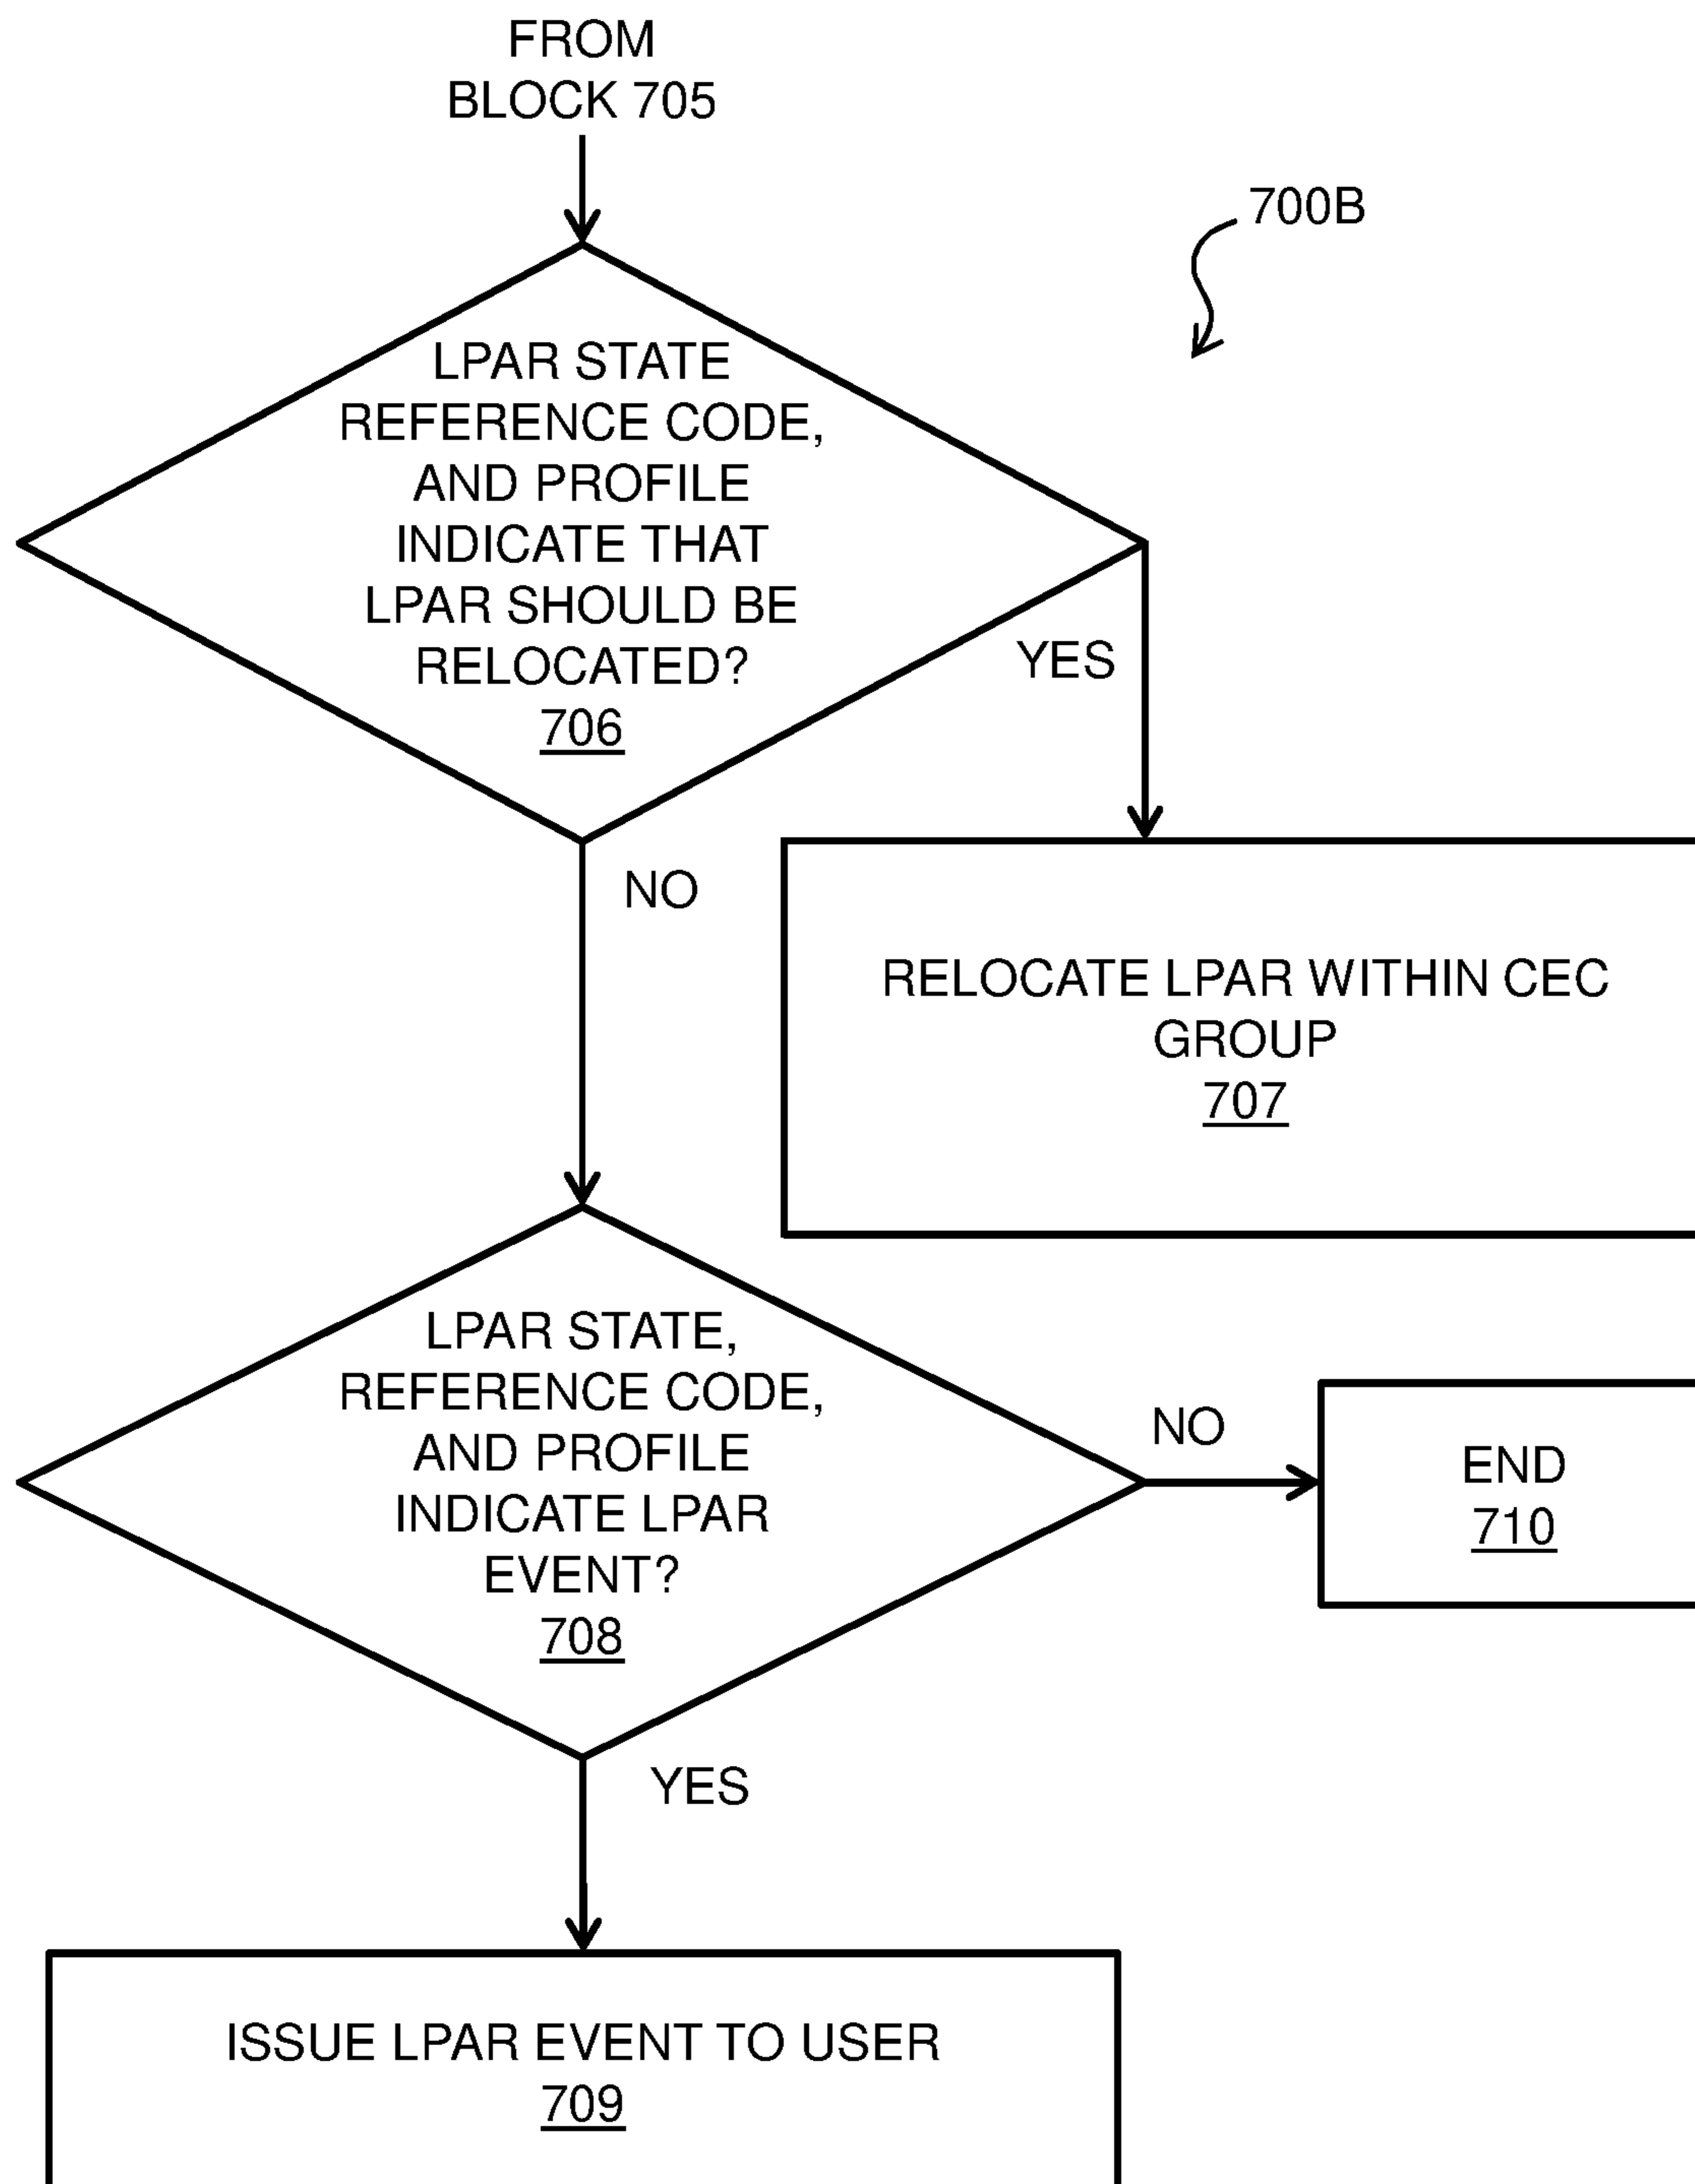 FROM
BLOCK 705
700B
LPAR STATE
REFERENCE CODE,
AND PROFILE
INDICATE THAT
LPAR SHOULD BE
RELOCATED?
706
YES
NO
RELOCATE LPAR WITHIN CEC
GROUP
707
LPAR STATE,
REFERENCE CODE,
AND PROFILE
INDICATE LPAR
EVENT?
708
NO
END
710
YES
ISSUE LPAR EVENT TO USER
709